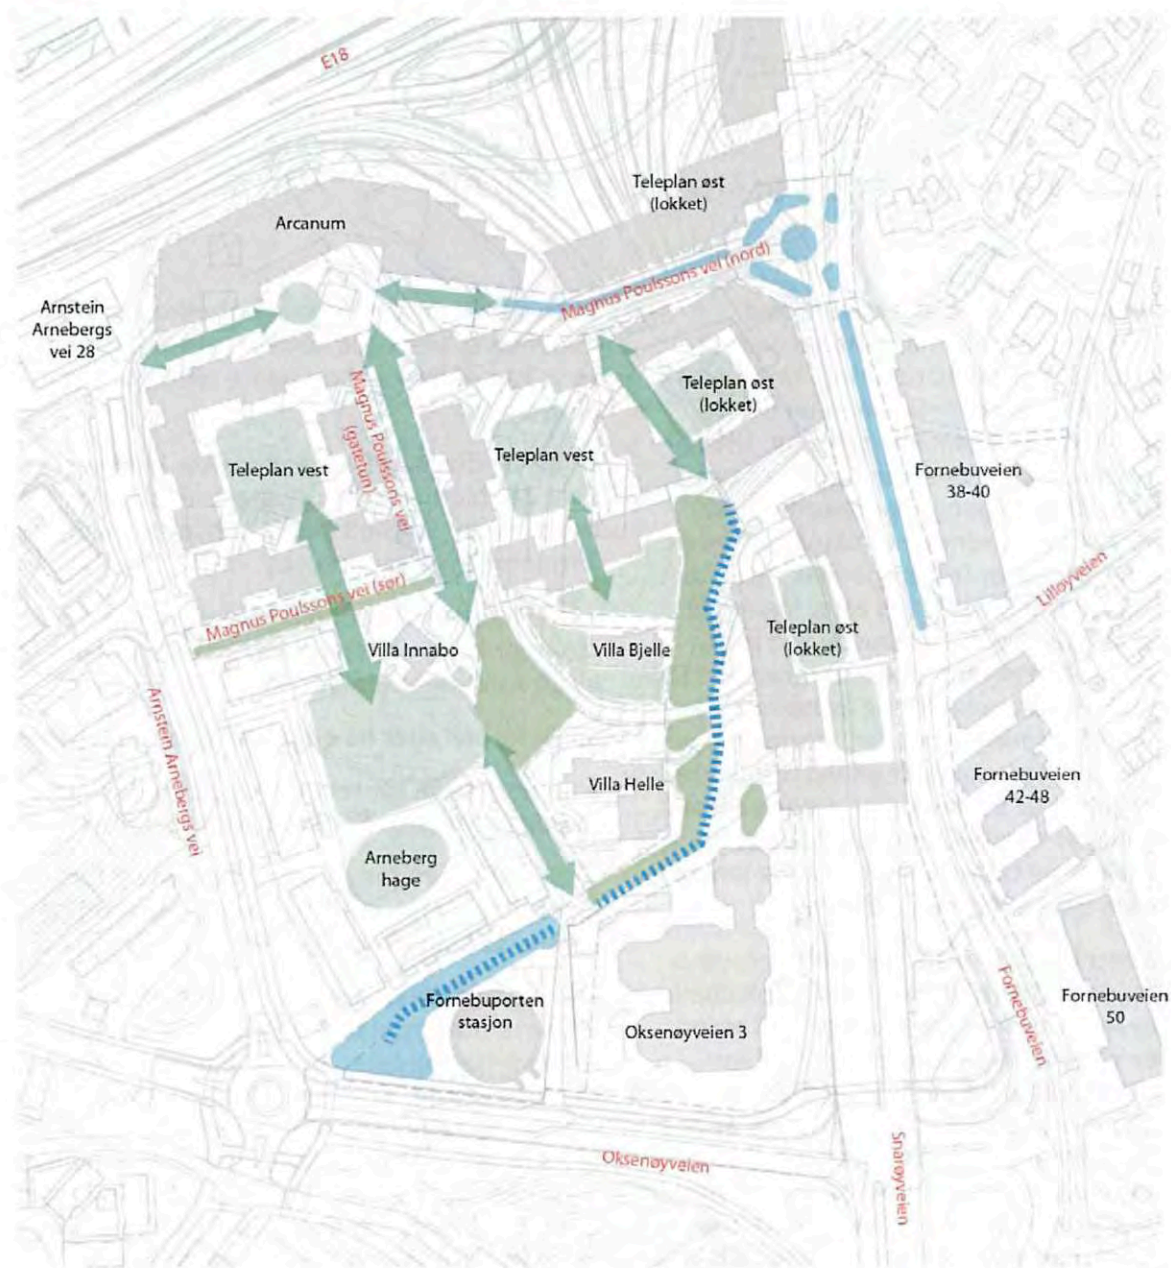 E18
Teleplan øst
(lokket)
Arcanum
Magnus Poulssons vei (nord)
Arnstein
Arnebergs
vei 28
Magnus Poulssons vei
(gatetun)
Teleplan øst
(lokket)
Teleplan vest
Teleplan vest
Fornebuveien
38-40
Lilløyveien
Magnus Poulssons vei (sør)
Villa Innabo
Villa Bjelle
Teleplan øst
(lokket)
Arnstein Arnebergs vei
Villa Helle
Fornebuveien
42-48
Arneberg
hage
Fornebuporten
stasjon
Oksenøyveien 3
Fornebuveien
Fornebuveien
50
Oksenøyveien
Snarøyveien